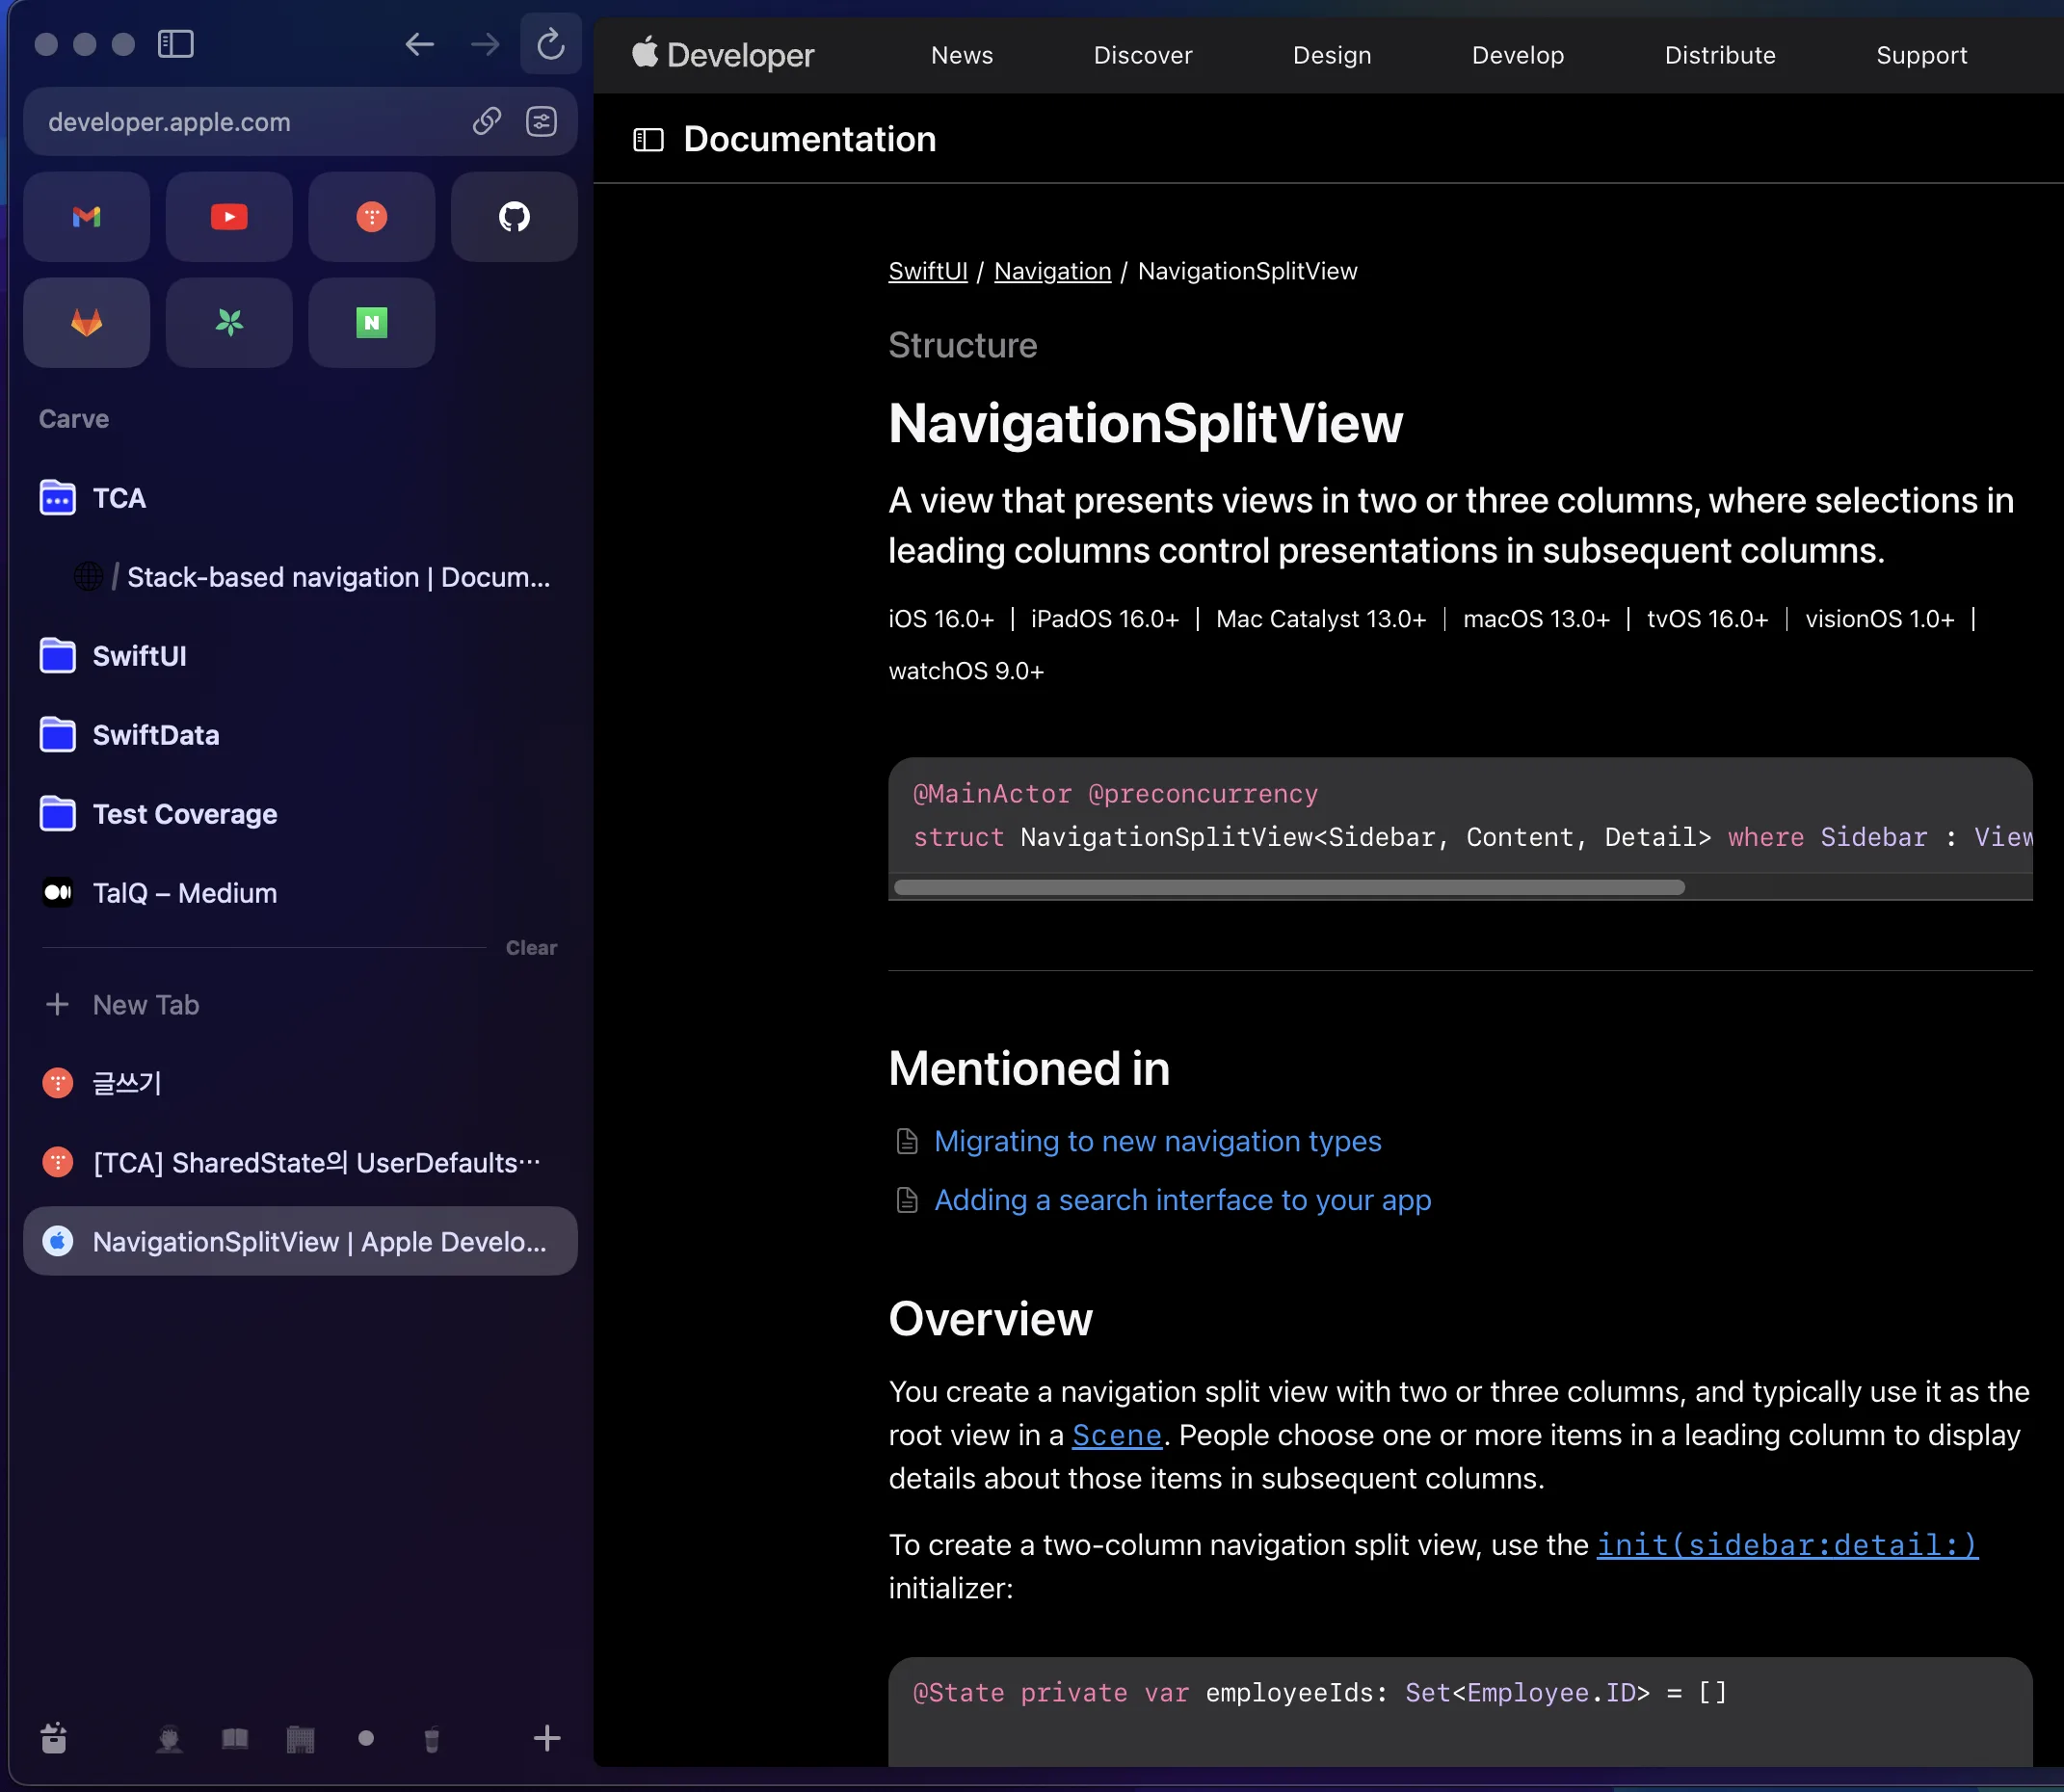 developer.apple.com
Carve
TCA
/ Stack-based navigation | Docum...
SwiftUI
SwiftData
Test Coverage
TalQ – Medium
Clear
+ New Tab
글쓰기
[TCA] SharedState의 UserDefaults⋯
NavigationSplitView | Apple Develo...
Developer News Discover Design Develop Distribute Support
Documentation
SwiftUI / Navigation / NavigationSplitView
Structure
NavigationSplitView
A view that presents views in two or three columns, where selections in
leading columns control presentations in subsequent columns.
iOS 16.0+ | iPadOS 16.0+ | Mac Catalyst 13.0+ | macOS 13.0+ | tvOS 16.0+ | visionOS 1.0+ |
watchOS 9.0+
@MainActor @preconcurrency
struct NavigationSplitView<Sidebar, Content, Detail> where Sidebar : View
Mentioned in
Migrating to new navigation types
Adding a search interface to your app
Overview
You create a navigation split view with two or three columns, and typically use it as the
root view in a Scene. People choose one or more items in a leading column to display
details about those items in subsequent columns.
To create a two-column navigation split view, use the init(sidebar:detail:)
initializer:
@State private var employeeIds: Set<Employee.ID> = []